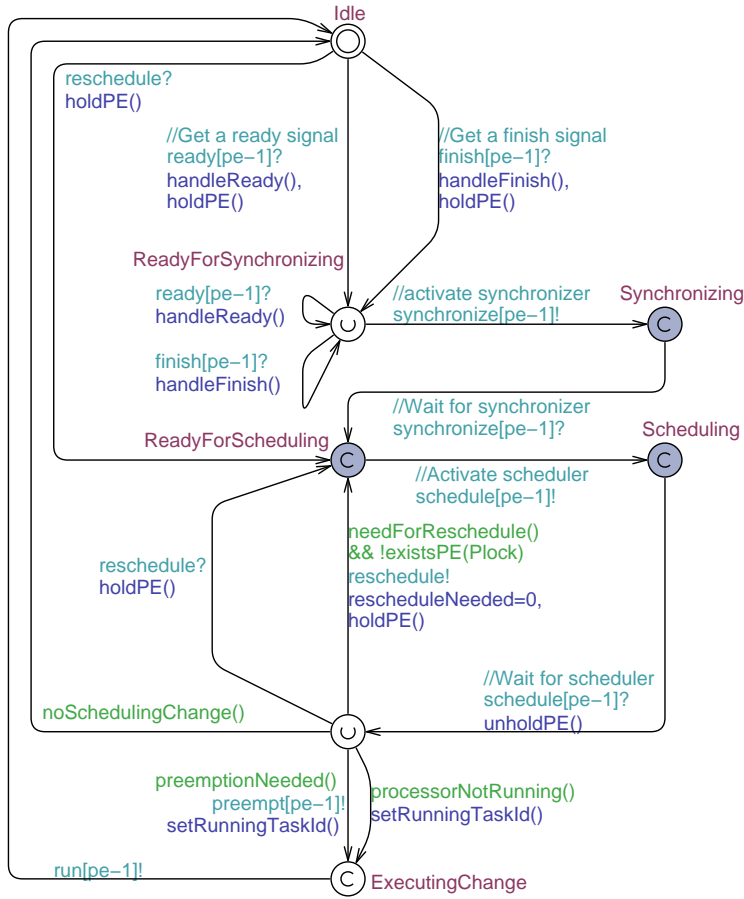 Idle
reschedule?
holdPE()
//Get a ready signal
ready[pe−1]?
handleReady(),
holdPE()
//Get a finish signal
finish[pe−1]?
handleFinish(),
holdPE()
ReadyForSynchronizing
ready[pe−1]?
handleReady()
finish[pe−1]?
handleFinish()
U
//activate synchronizer
synchronize[pe−1]!
Synchronizing
C
//Wait for synchronizer
synchronize[pe−1]?
ReadyForScheduling
C
//Activate scheduler
schedule[pe−1]!
Scheduling
C
needForReschedule()
&& !existsPE(Plock)
reschedule!
rescheduleNeeded=0,
holdPE()
reschedule?
holdPE()
//Wait for scheduler
schedule[pe−1]?
unholdPE()
noSchedulingChange()
U
preemptionNeeded()
preempt[pe−1]!
setRunningTaskId()
processorNotRunning()
setRunningTaskId()
run[pe−1]!
C
ExecutingChange